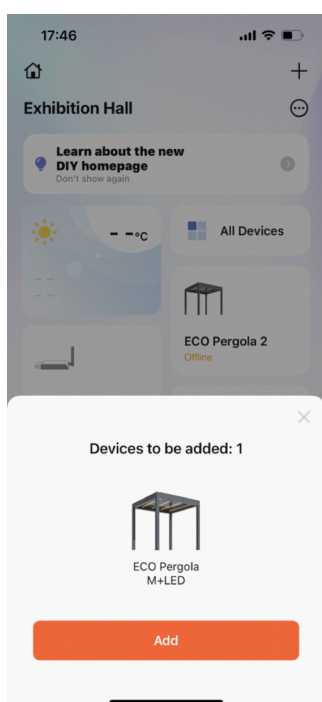 17:46
Exhibition Hall
Learn about the new
DIY homepage
Don't show again
- -°C
- -
- -
All Devices
ECO Pergola 2
Offline
Devices to be added: 1
ECO Pergola
M+LED
Add